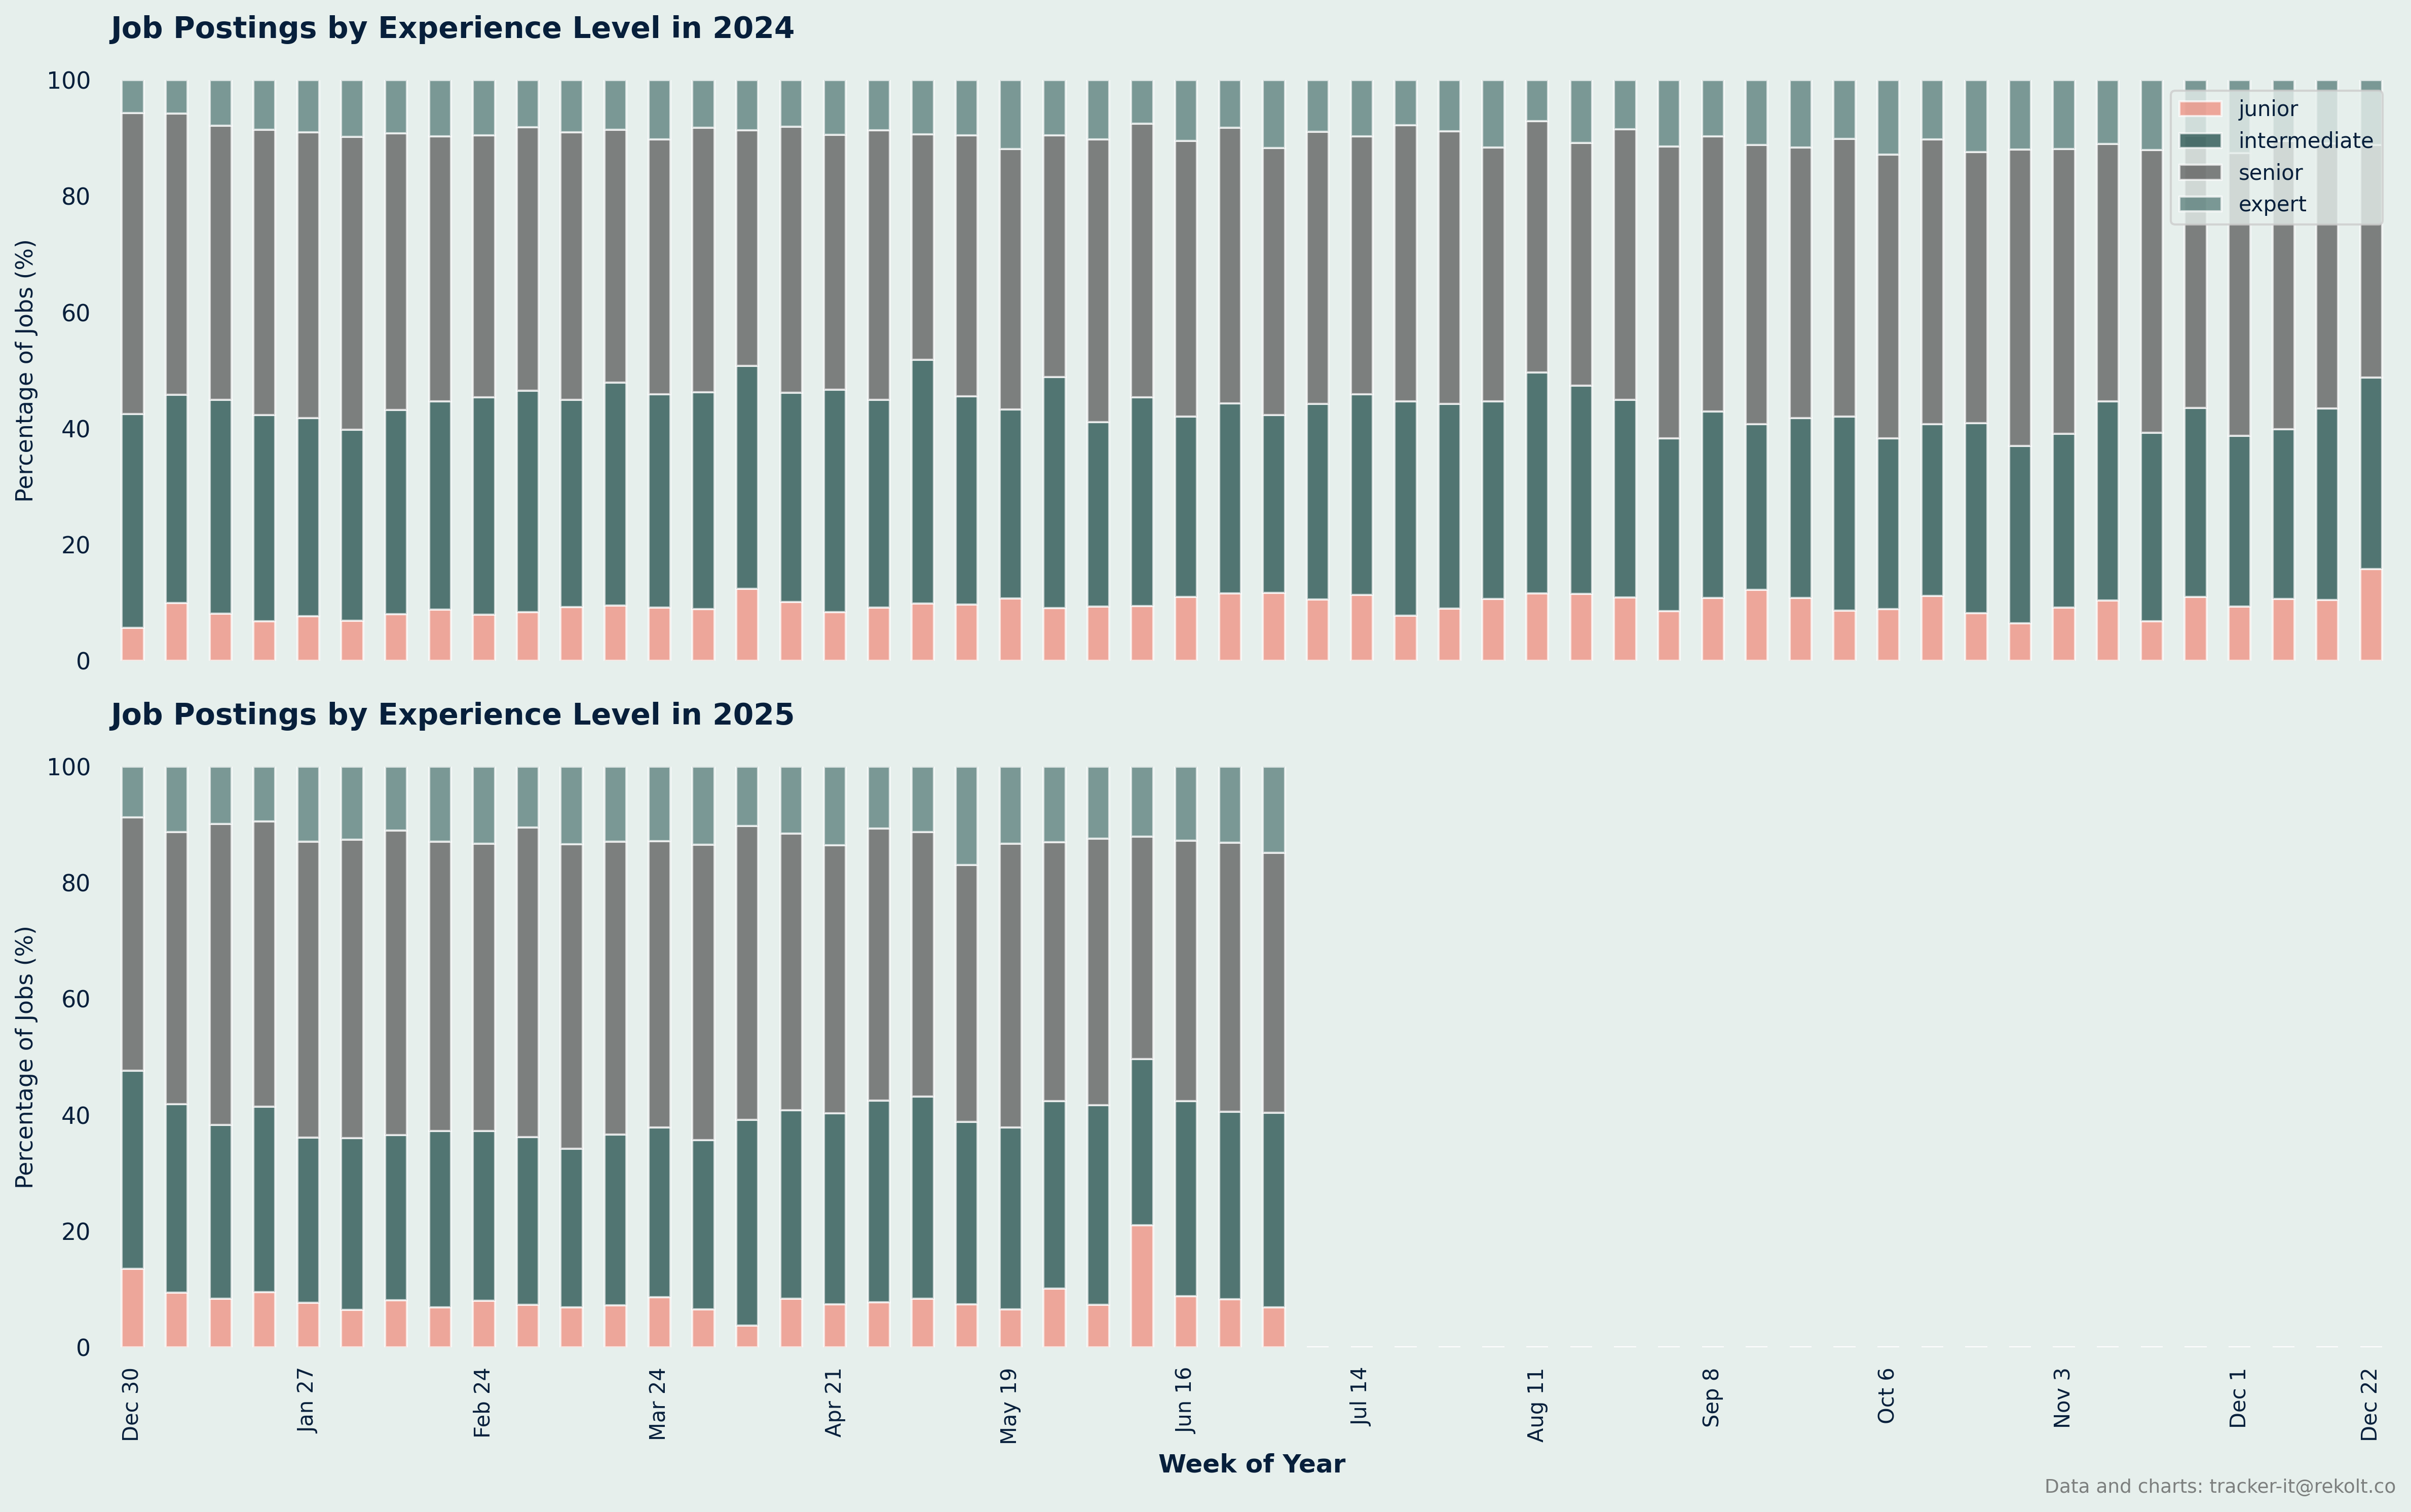 Job Postings by Experience Level in 2024
Percentage of Jobs (%)
100
80
60
40
20
0
junior
intermediate
senior
expert
Job Postings by Experience Level in 2025
Percentage of Jobs (%)
100
80
60
40
20
0
Dec 30
Jan 27
Feb 24
Mar 24
Apr 21
May 19
Jun 16
Jul 14
Aug 11
Sep 8
Oct 6
Nov 3
Dec 1
Dec 22
Week of Year
Data and charts: tracker-it@rekolt.co